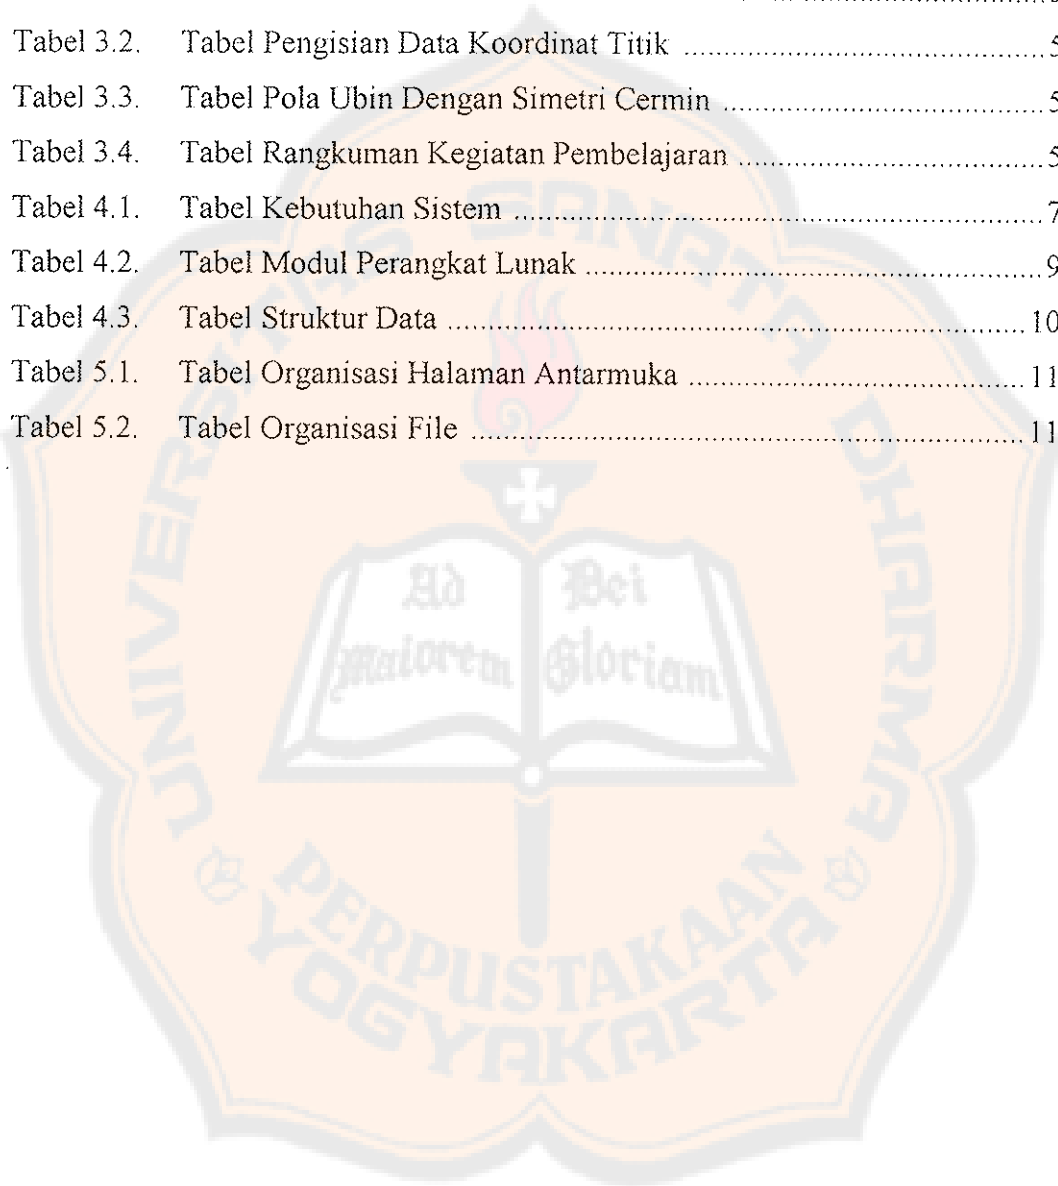 Tabel 3.2. Tabel Pengisian Data Koordinat Titik ........ 5
Tabel 3.3. Tabel Pola Ubin Dengan Simetri Cermin ........ 5
Tabel 3.4. Tabel Rangkuman Kegiatan Pembelajaran ........ 5
Tabel 4.1. Tabel Kebutuhan Sistem ........ 7
Tabel 4.2. Tabel Modul Perangkat Lunak ........ 9
Tabel 4.3. Tabel Struktur Data ........ 10
Tabel 5.1. Tabel Organisasi Halaman Antarmuka ........ 11
Tabel 5.2. Tabel Organisasi File ........ 11
UNIVERSITAS SANATA DHARMA
Ad Dei
maiorem Gloriam
PERPUSTAKAAN
YOGYAKARTA